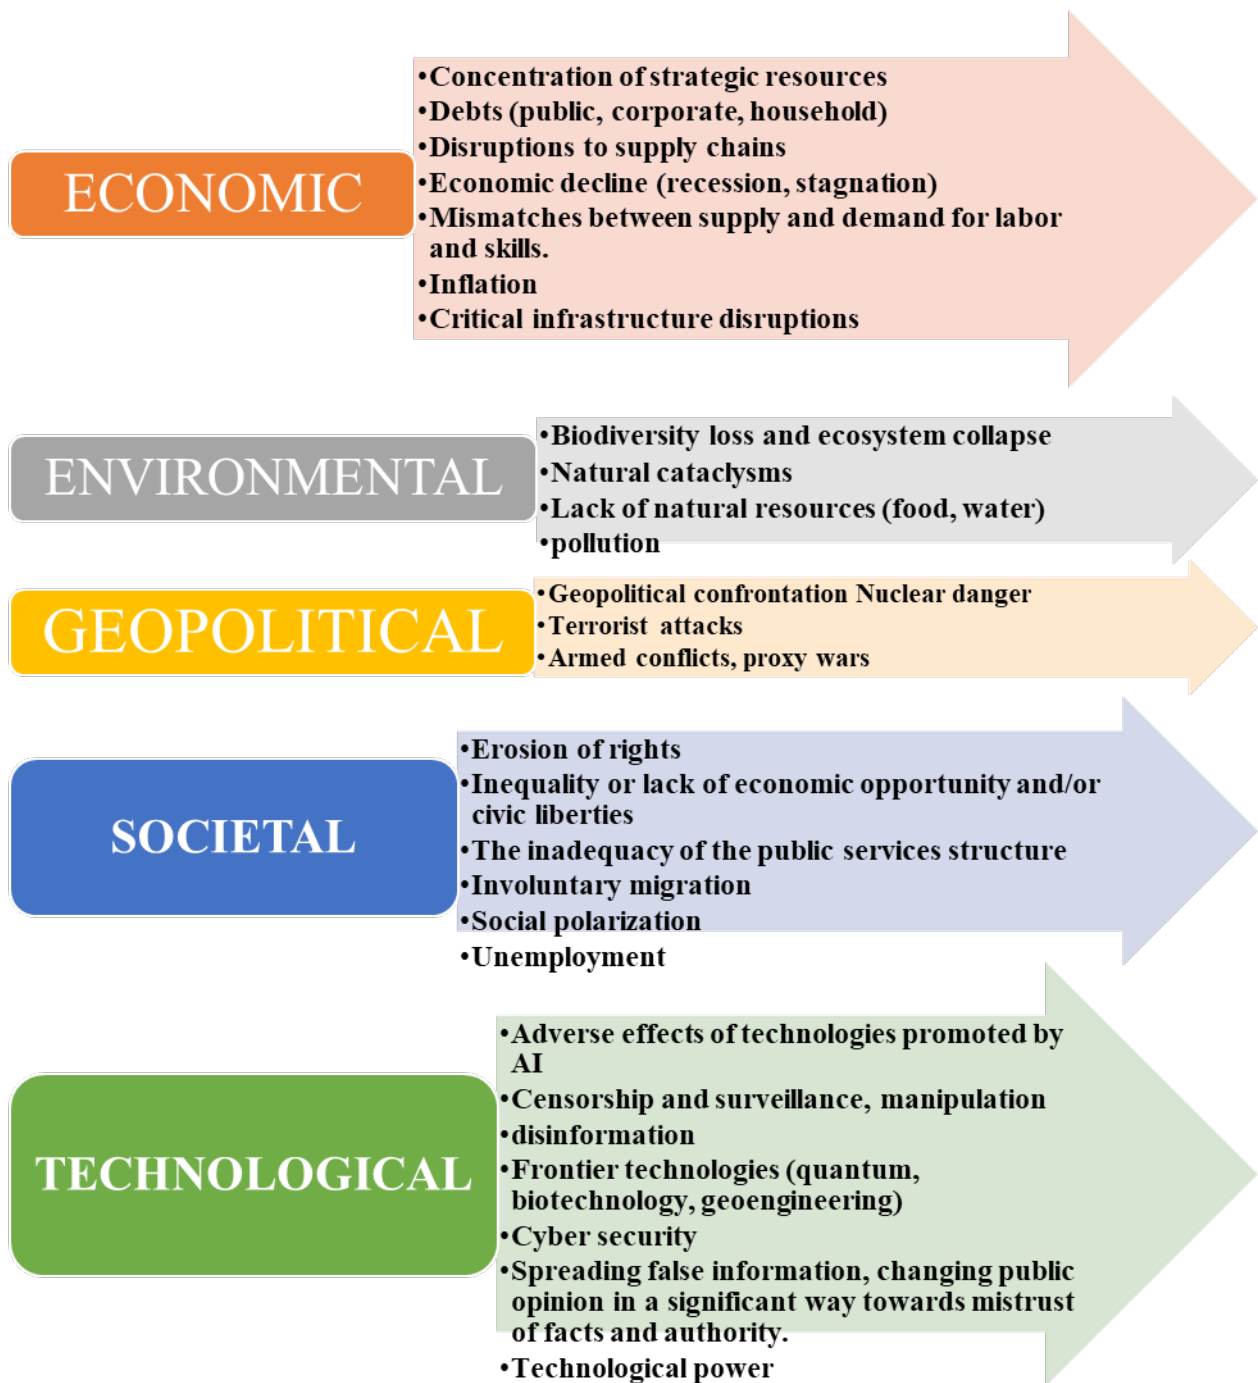 ECONOMIC
•Concentration of strategic resources
•Debts (public, corporate, household)
•Disruptions to supply chains
•Economic decline (recession, stagnation)
•Mismatches between supply and demand for labor
and skills.
•Inflation
•Critical infrastructure disruptions
ENVIRONMENTAL
•Biodiversity loss and ecosystem collapse
•Natural cataclysms
•Lack of natural resources (food, water)
•pollution
GEOPOLITICAL
•Geopolitical confrontation Nuclear danger
•Terrorist attacks
•Armed conflicts, proxy wars
SOCIETAL
•Erosion of rights
•Inequality or lack of economic opportunity and/or
civic liberties
•The inadequacy of the public services structure
•Involuntary migration
•Social polarization
•Unemployment
TECHNOLOGICAL
•Adverse effects of technologies promoted by
AI
•Censorship and surveillance, manipulation
•disinformation
•Frontier technologies (quantum,
biotechnology, geoengineering)
•Cyber security
•Spreading false information, changing public
opinion in a significant way towards mistrust
of facts and authority.
•Technological power